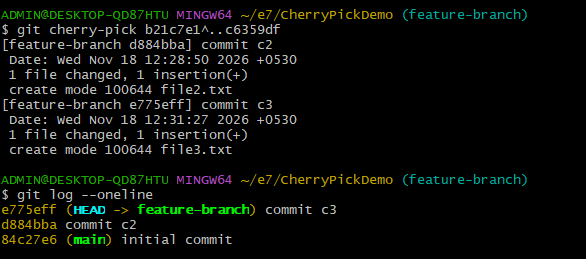 ADMIN@DESKTOP-QD87HTU MINGW64 ~/e7/CherryPickDemo (feature-branch)
$ git cherry-pick b21c7e1^..c6359df
[feature-branch d884bba] commit c2
 Date: Wed Nov 18 12:28:50 2026 +0530
 1 file changed, 1 insertion(+)
 create mode 100644 file2.txt
[feature-branch e775eff] commit c3
 Date: Wed Nov 18 12:31:27 2026 +0530
 1 file changed, 1 insertion(+)
 create mode 100644 file3.txt
ADMIN@DESKTOP-QD87HTU MINGW64 ~/e7/CherryPickDemo (feature-branch)
$ git log --oneline
e775eff (HEAD -> feature-branch) commit c3
d884bba commit c2
84c27e6 (main) initial commit